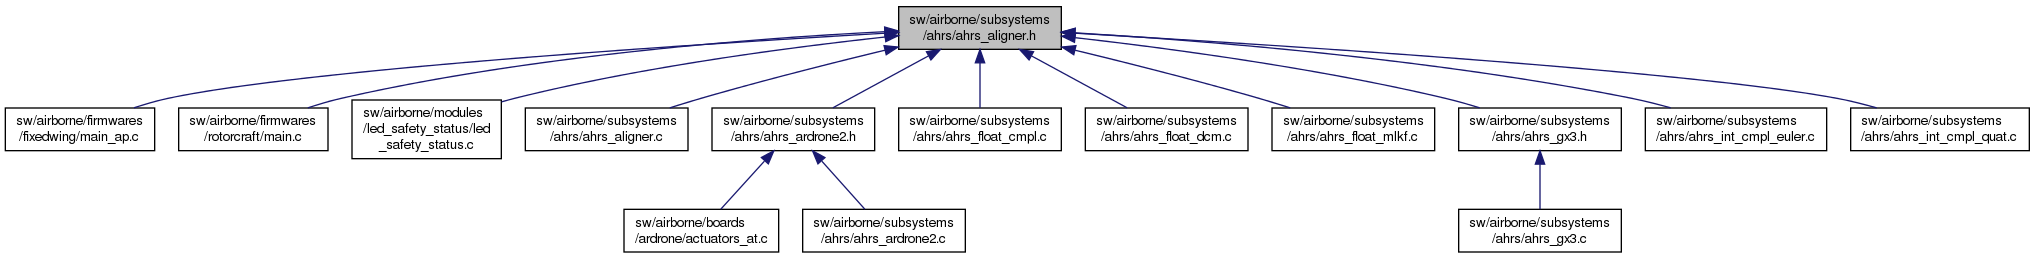 sw/airborne/subsystems
/ahrs/ahrs_aligner.h
sw/airborne/firmwares
/fixedwing/main_ap.c
sw/airborne/firmwares
/rotorcraft/main.c
sw/airborne/modules
/led_safety_status/led
_safety_status.c
sw/airborne/subsystems
/ahrs/ahrs_aligner.c
sw/airborne/subsystems
/ahrs/ahrs_ardrone2.h
sw/airborne/subsystems
/ahrs/ahrs_float_cmpl.c
sw/airborne/subsystems
/ahrs/ahrs_float_dcm.c
sw/airborne/subsystems
/ahrs/ahrs_float_mlkf.c
sw/airborne/subsystems
/ahrs/ahrs_gx3.h
sw/airborne/subsystems
/ahrs/ahrs_int_cmpl_euler.c
sw/airborne/subsystems
/ahrs/ahrs_int_cmpl_quat.c
sw/airborne/boards
/ardrone/actuators_at.c
sw/airborne/subsystems
/ahrs/ahrs_ardrone2.c
sw/airborne/subsystems
/ahrs/ahrs_gx3.c